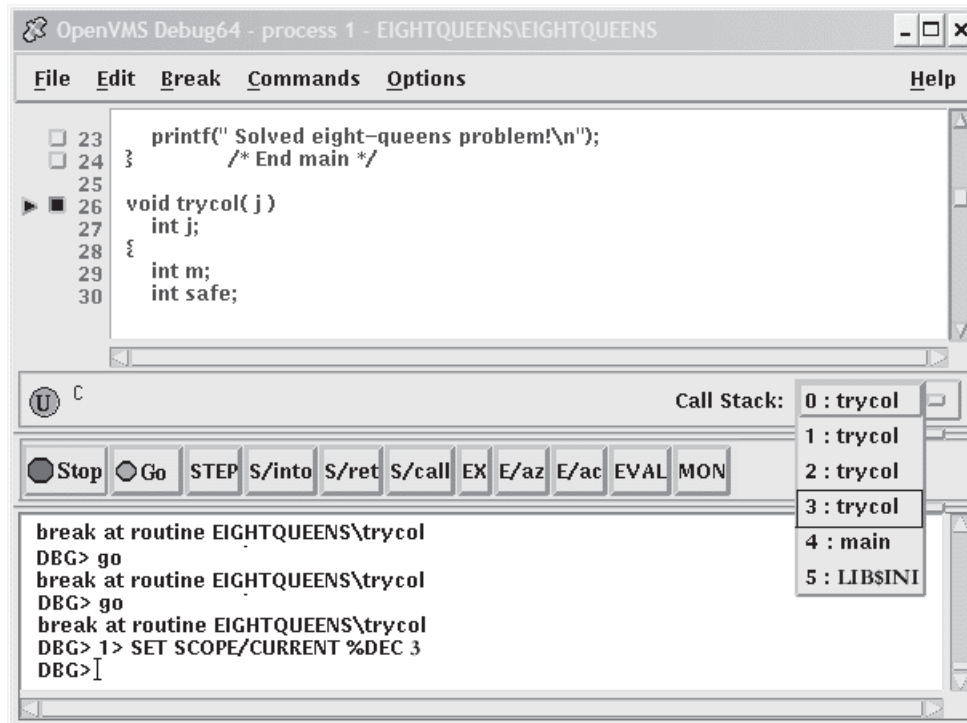 OpenVMS Debug64 - process 1 - EIGHTQUEENS\EIGHTQUEENS
File Edit Break Commands Options Help
23 printf(" Solved eight-queens problem!\n");
24 } /* End main */
25
26 void trycol( j )
27 int j;
28 {
29 int m;
30 int safe;
U C Call Stack: 0 : trycol
1 : trycol
2 : trycol
3 : trycol
4 : main
5 : LIB$INI
Stop Go STEP S/into S/ret S/call EX E/az E/ac EVAL MON
break at routine EIGHTQUEENS\trycol
DBG> go
break at routine EIGHTQUEENS\trycol
DBG> go
break at routine EIGHTQUEENS\trycol
DBG> 1> SET SCOPE/CURRENT %DEC 3
DBG>